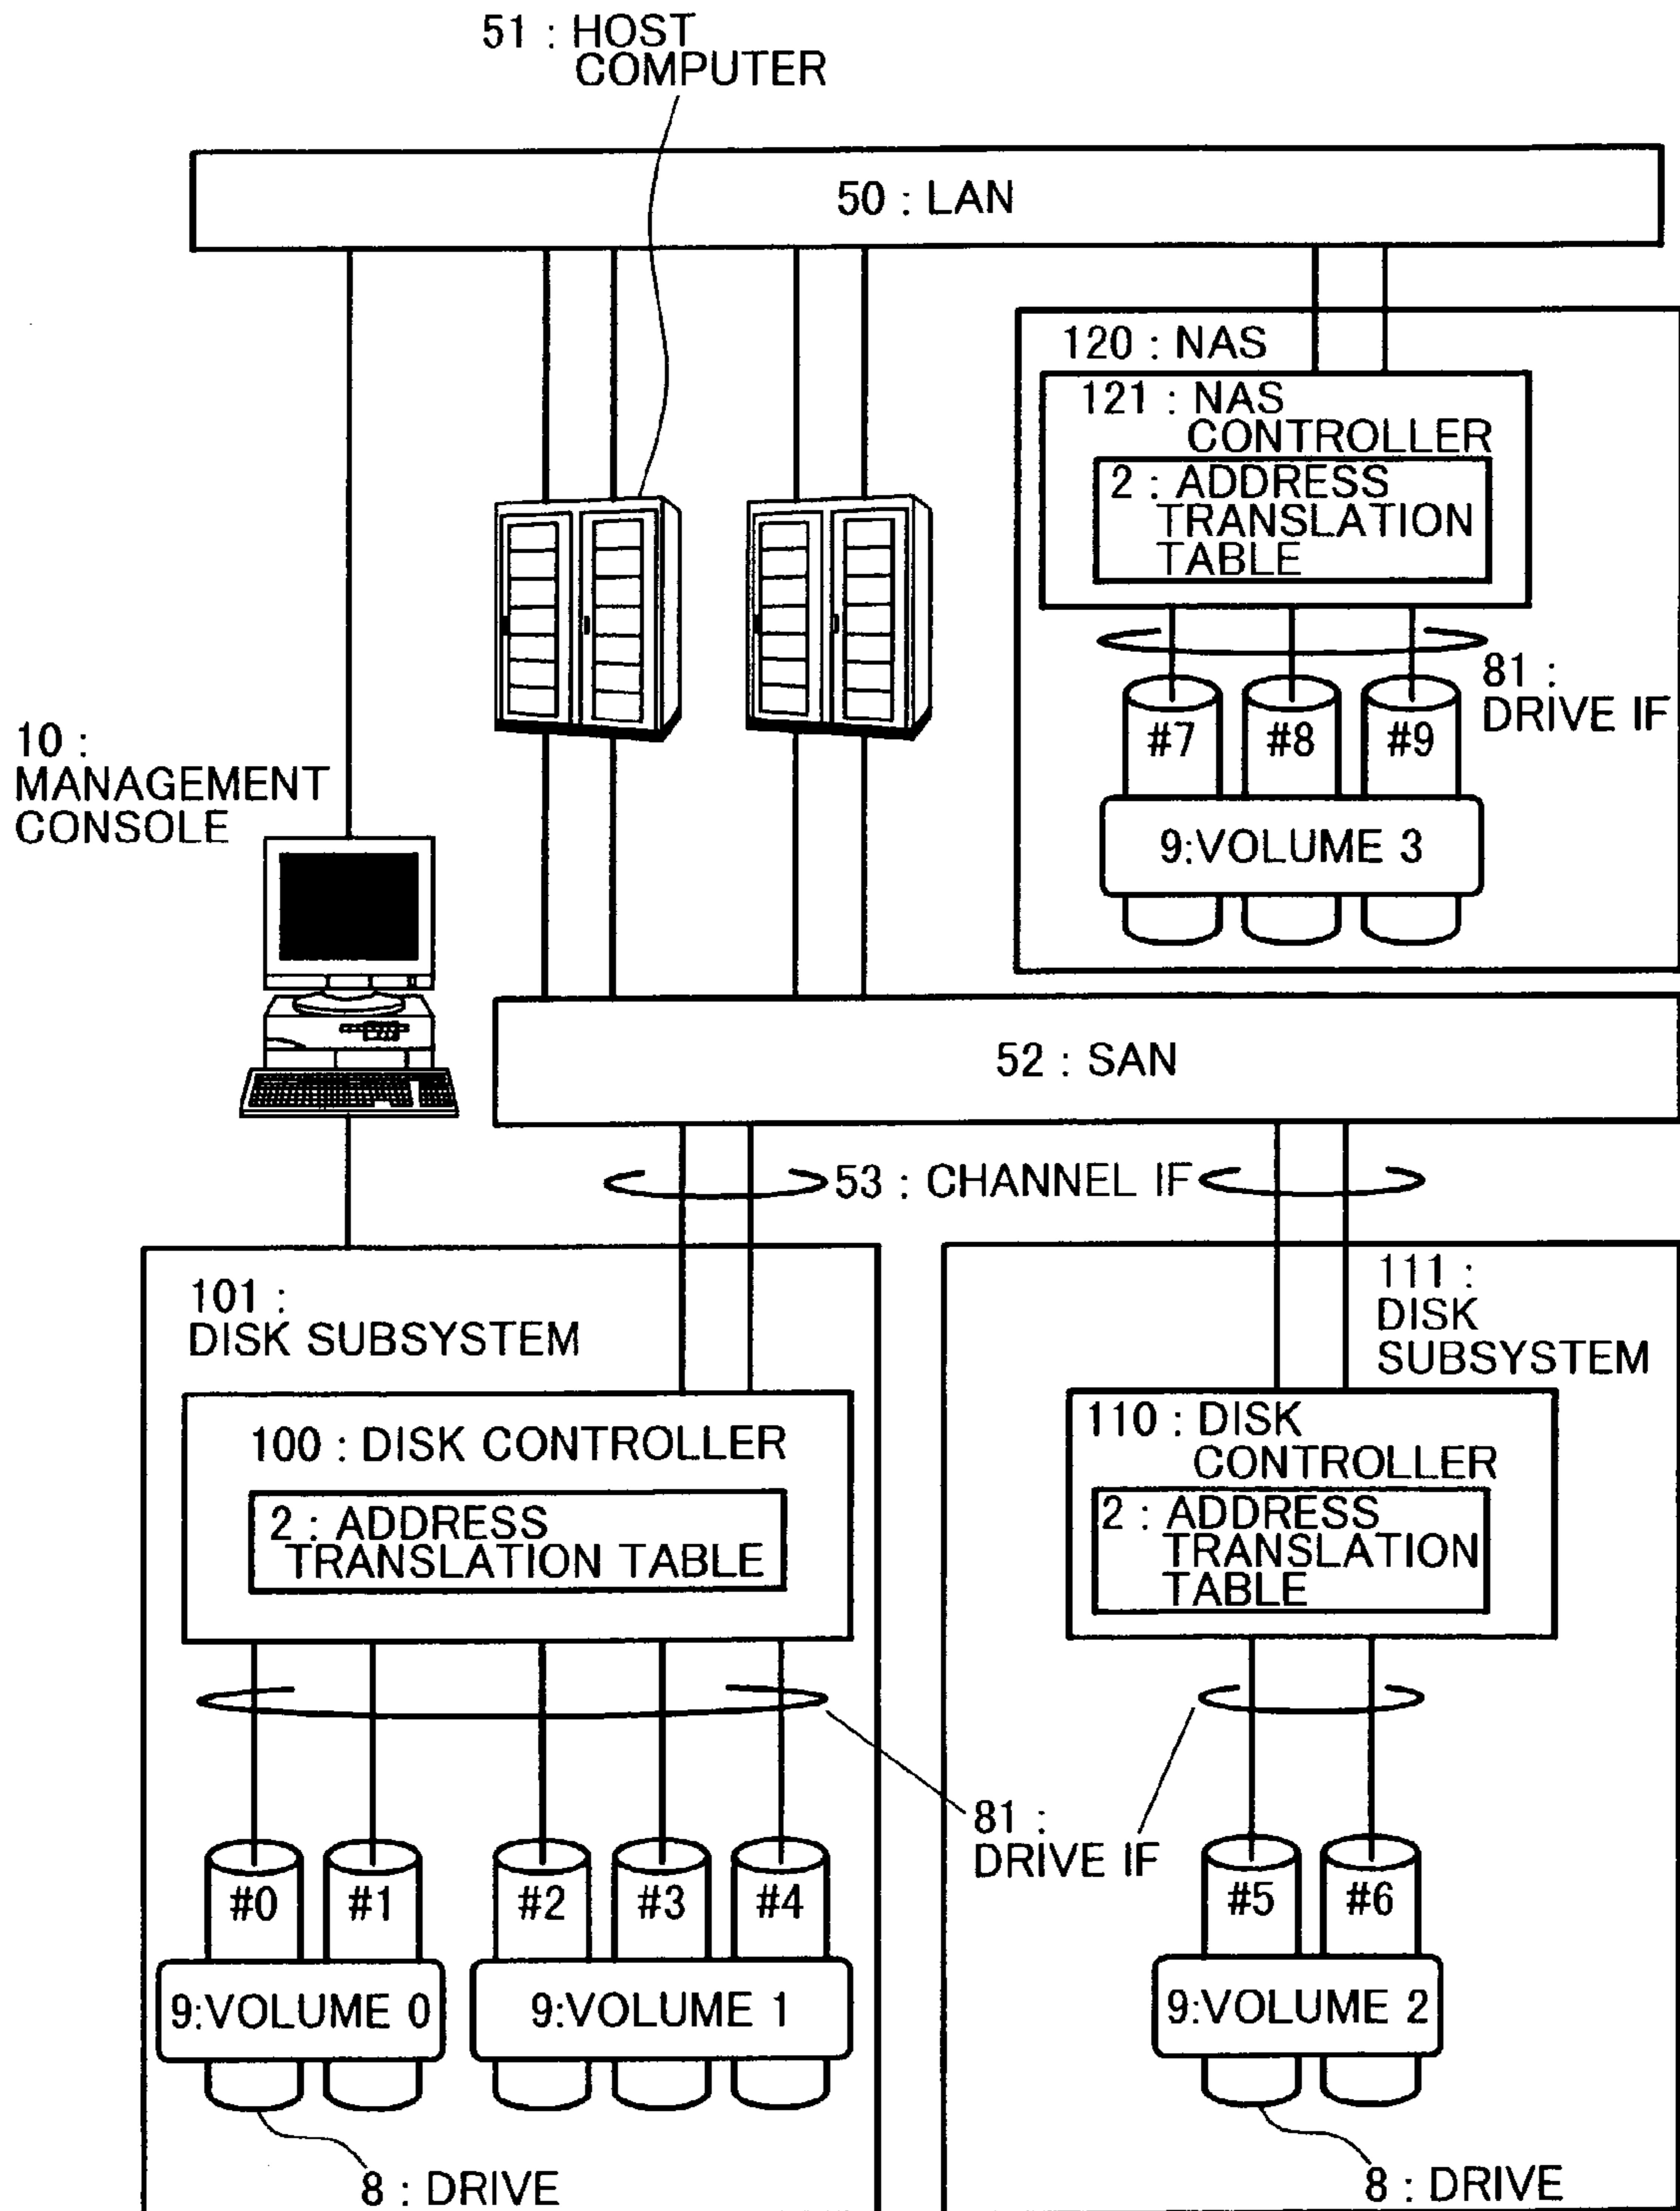 51 : HOST
COMPUTER
50 : LAN
120 : NAS
121 : NAS
CONTROLLER
2 : ADDRESS
TRANSLATION
TABLE
81 :
DRIVE IF
#7 #8 #9
9:VOLUME 3
10 :
MANAGEMENT
CONSOLE
52 : SAN
53 : CHANNEL IF
101 :
DISK SUBSYSTEM
100 : DISK CONTROLLER
2 : ADDRESS
TRANSLATION TABLE
111 :
DISK
SUBSYSTEM
110 : DISK
CONTROLLER
2 : ADDRESS
TRANSLATION
TABLE
81 :
DRIVE IF
#0 #1 #2 #3 #4
9:VOLUME 0 9:VOLUME 1
8 : DRIVE
#5 #6
9:VOLUME 2
8 : DRIVE